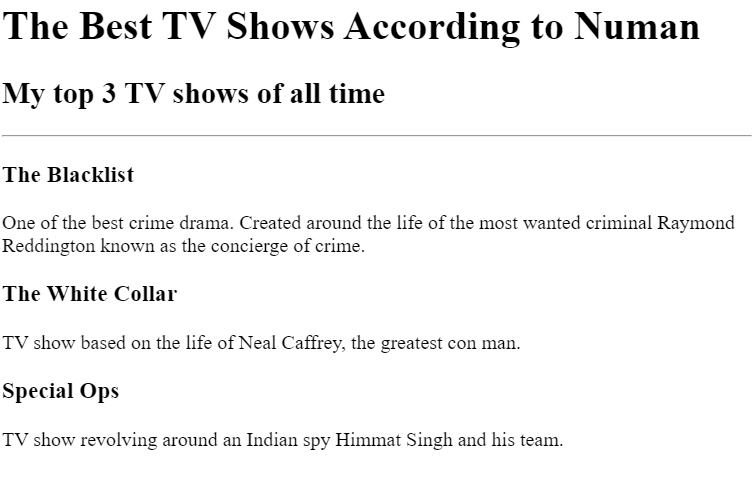 The Best TV Shows According to Numan
My top 3 TV shows of all time
The Blacklist
One of the best crime drama. Created around the life of the most wanted criminal Raymond
Reddington known as the concierge of crime.
The White Collar
TV show based on the life of Neal Caffrey, the greatest con man.
Special Ops
TV show revolving around an Indian spy Himmat Singh and his team.